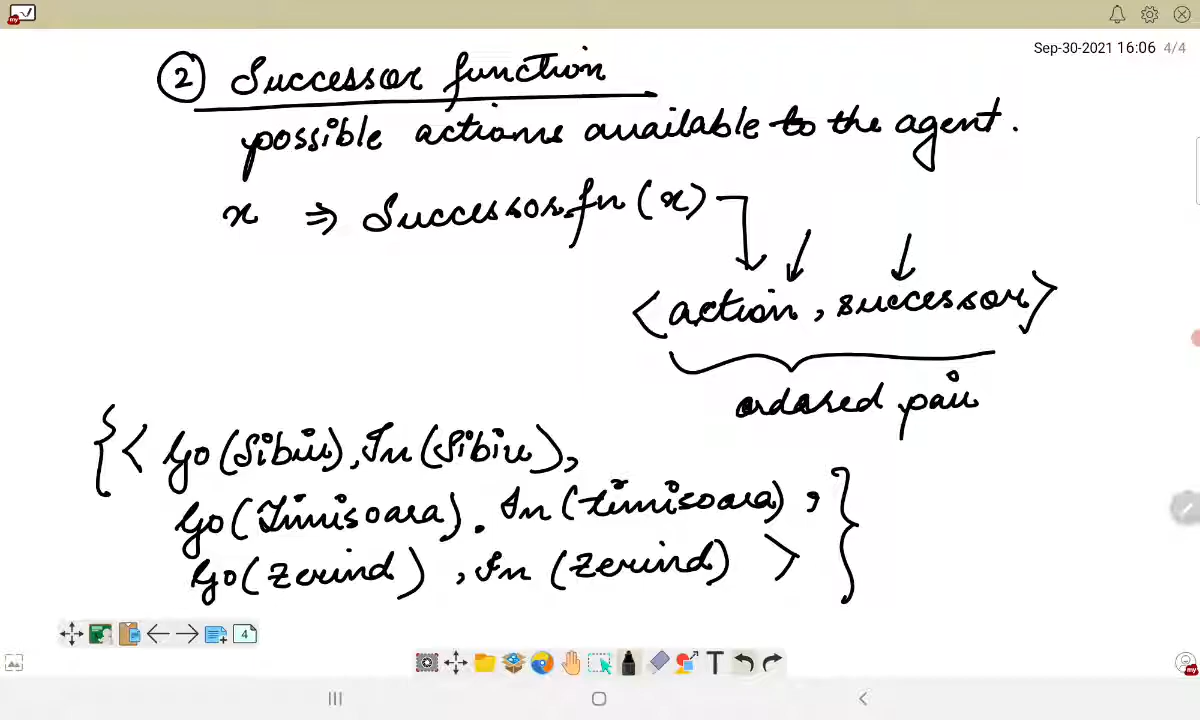 Sep-30-2021 16:06 4/4
② Successor function
possible actions available to the agent.
x ⇒ Successor fn (x)
<action, successor>
ordered pair
{< Go(Sibiu), In(Sibiu),
Go(Timisoara). In(timisoara),
Go(Zerind), In(Zerind) >}
4
T